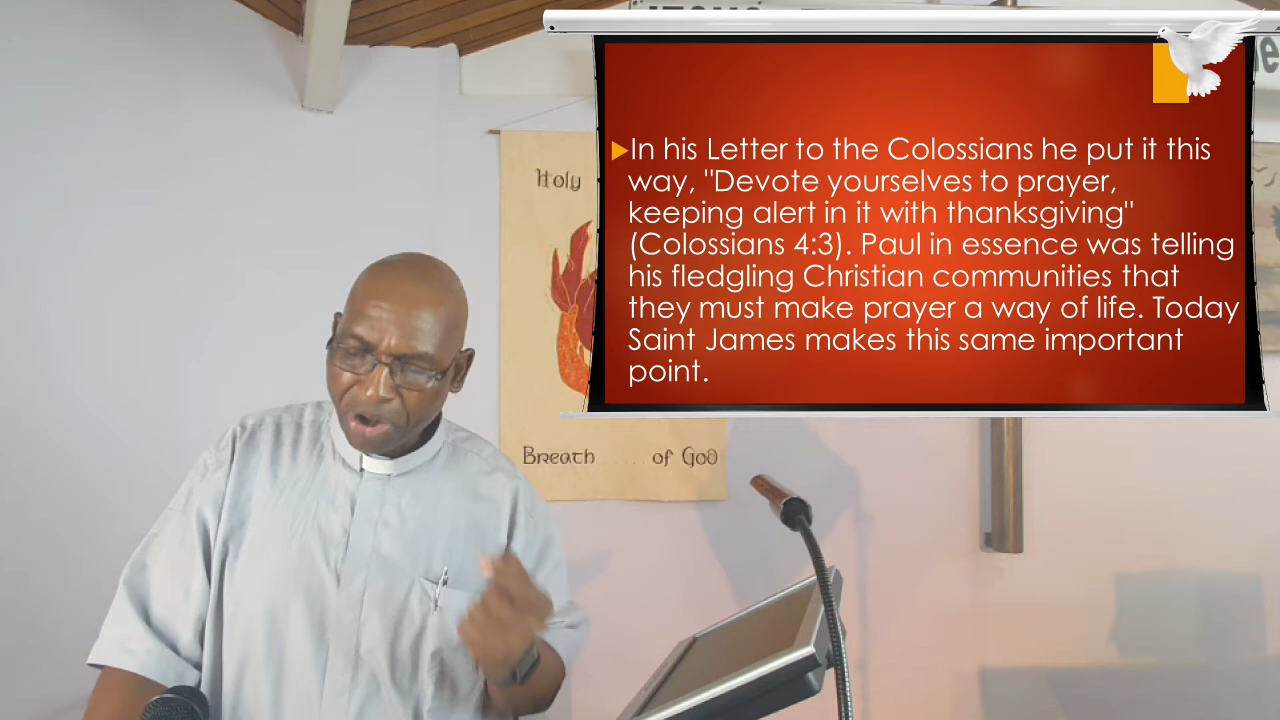 In his Letter to the Colossians he put it this
way, "Devote yourselves to prayer,
keeping alert in it with thanksgiving"
(Colossians 4:3). Paul in essence was telling
his fledgling Christian communities that
they must make prayer a way of life. Today
Saint James makes this same important
point.
Holy
Breath of God